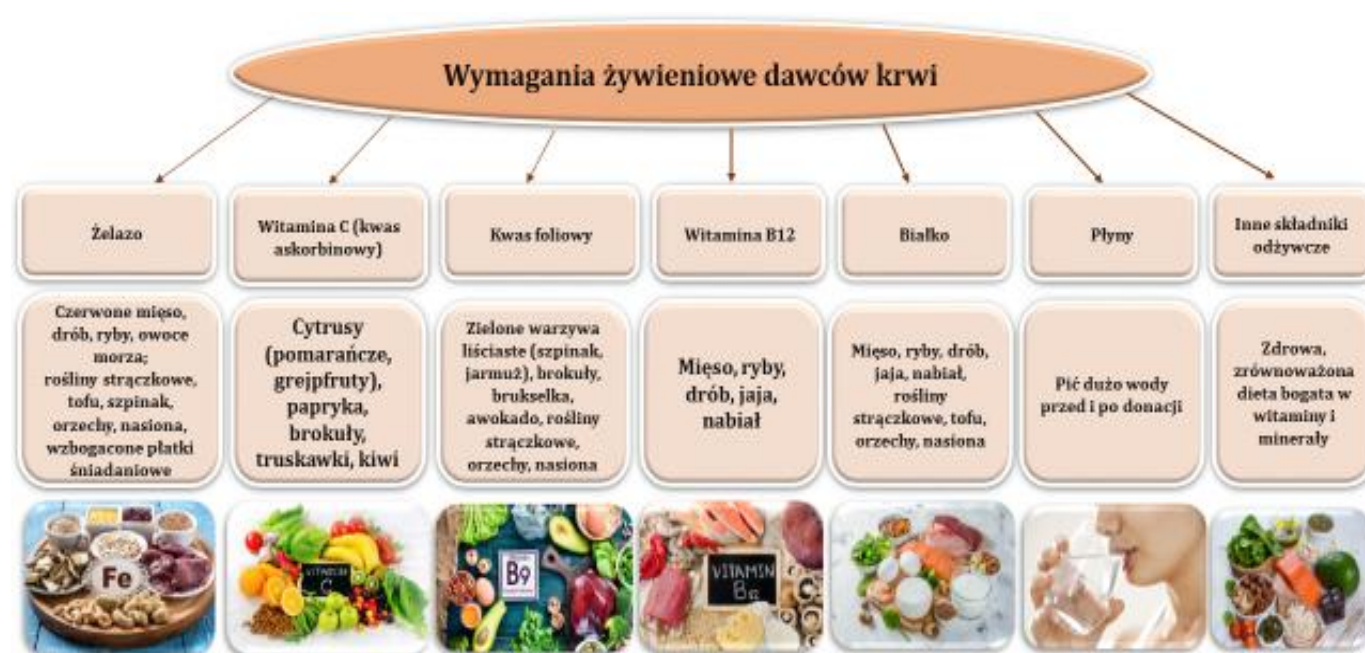 Wymagania żywieniowe dawców krwi
Żelazo
Witamina C (kwas
askorbinowy)
Kwas foliowy
Witamina B12
Białko
Płyny
Inne składniki
odżywcze
Czerwone mięso,
drób, ryby, owoce
morza;
rośliny strączkowe,
tofu, szpinak,
orzechy, nasiona,
wzbogacone płatki
śniadaniowe
Cytrusy
(pomarańcze,
grejpfruty),
papryka,
brokuły,
truskawki, kiwi
Zielone warzywa
liściaste (szpinak,
jarmuż), brokuły,
brukselka,
awokado, rośliny
strączkowe,
orzechy, nasiona
Mięso, ryby,
drób, jaja,
nabiał
Mięso, ryby, drób,
jaja, nabiał,
rośliny
strączkowe, tofu,
orzechy, nasiona
Pić dużo wody
przed i po donacji
Zdrowa,
zrównoważona
dieta bogata w
witaminy i
minerały
Fe
VITAMIN
C
B9
VITAMIN
B12